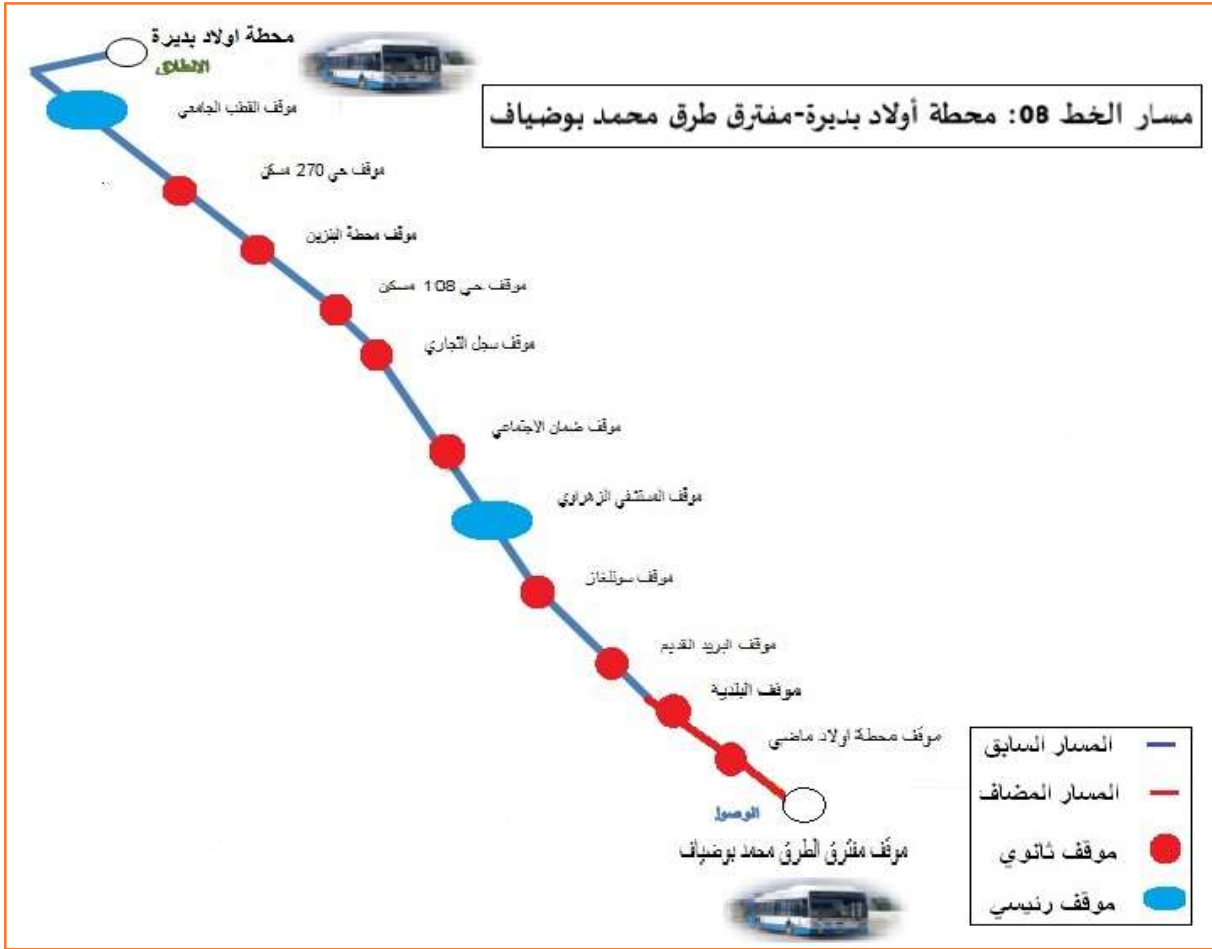 محطة اولاد بديرة
الانطلاق
موقف القطب الجامعي
مسار الخط 08: محطة أولاد بديرة-مفترق طرق محمد بوضياف
موقف حي 270 مسكن
موقف محطة البنزين
موقف حي 108 مسكن
موقف سجل التجاري
موقف ضمان الاجتماعي
موقف المستشفى الزهراوي
موقف سونلغاز
موقف البريد القديم
موقف البلدية
موقف محطة اولاد ماضي
الوصول
موقف مفترق الطرق محمد بوضياف
المسار السابق
المسار المضاف
موقف ثانوي
موقف رئيسي